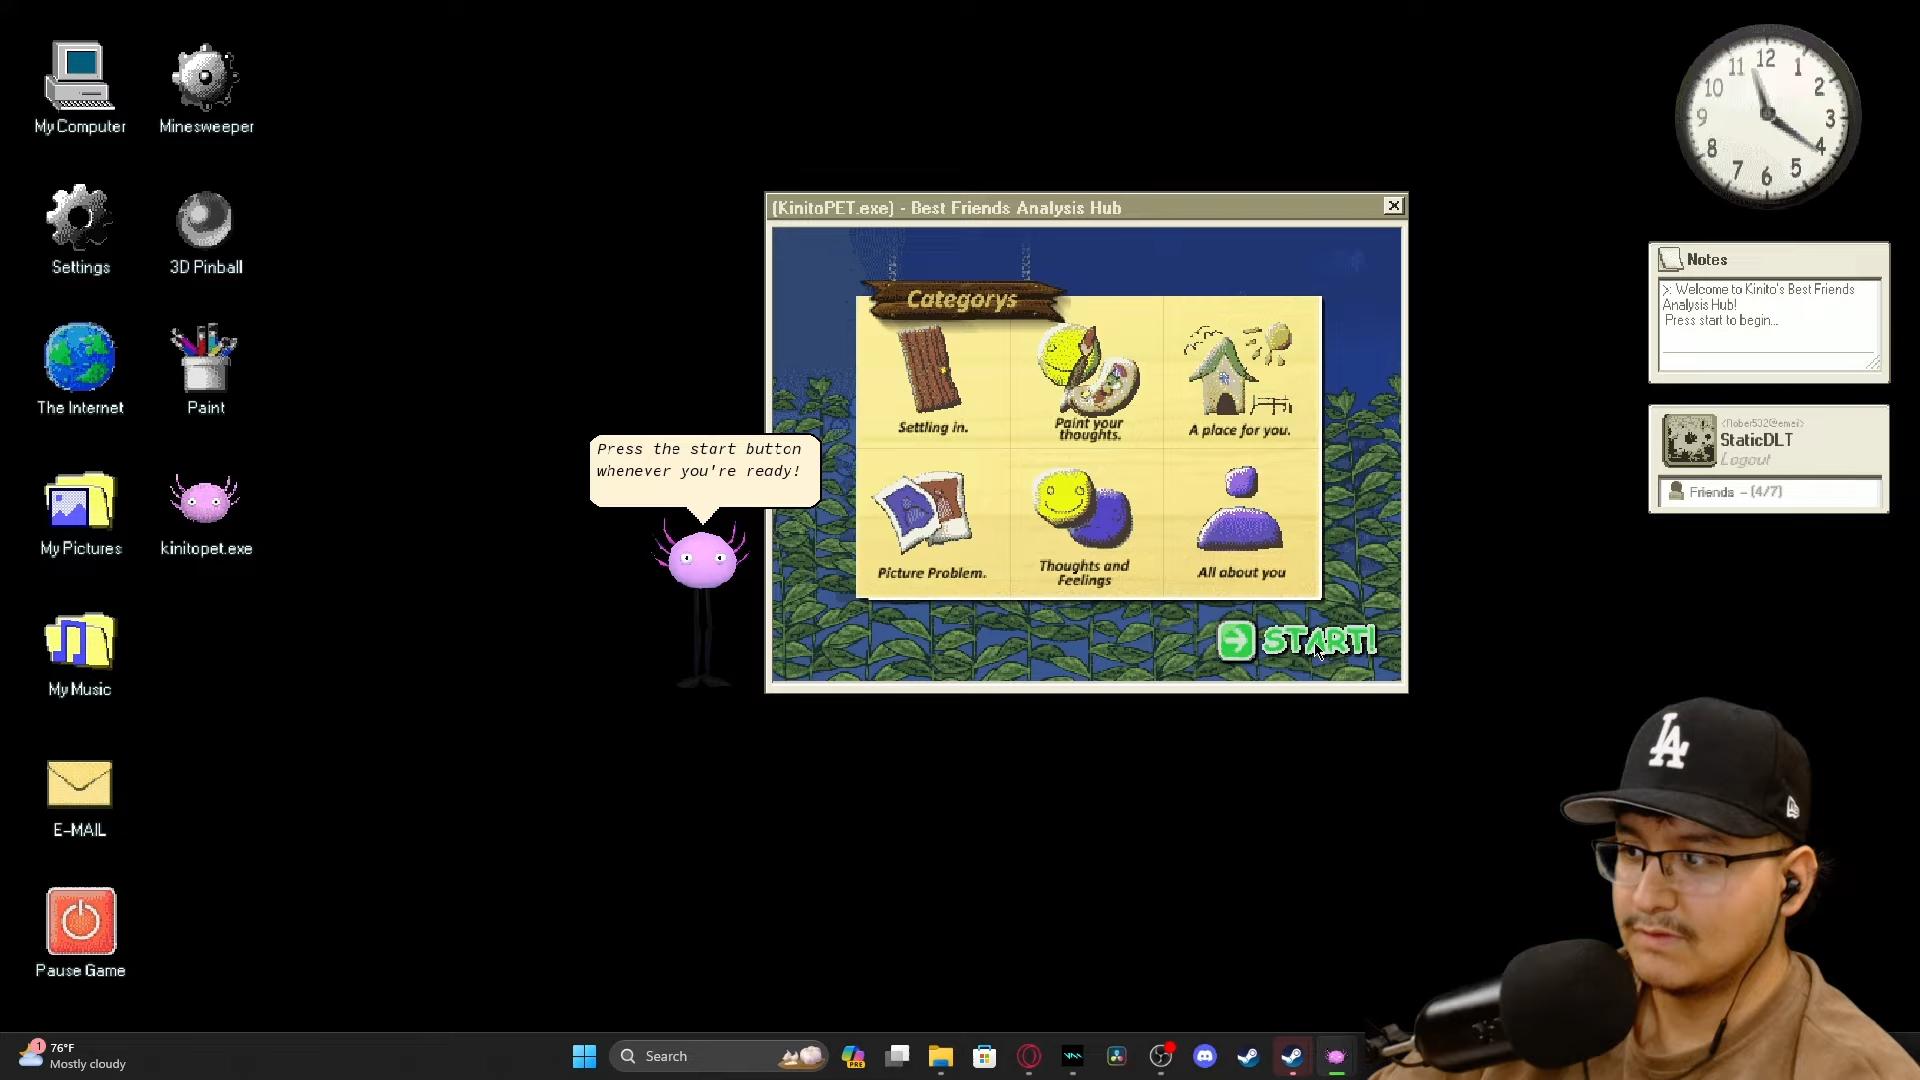 My Computer
Minesweeper
Settings
3D Pinball
The Internet
Paint
My Pictures
kinitopet.exe
My Music
E-MAIL
Pause Game
Press the start button
whenever you're ready!
(KinitoPET.exe) - Best Friends Analysis Hub
Categorys
Settling in.
Paint your
thoughts.
A place for you.
Picture Problem.
Thoughts and
Feelings
All about you
START!
12
1
2
3
4
5
6
7
8
9
10
11
Notes
>: Welcome to Kinito's Best Friends
Analysis Hub!
Press start to begin...
StaticDLT
Logout
Friends - (4/7)
LA
1
76°F
Mostly cloudy
Search
PRE